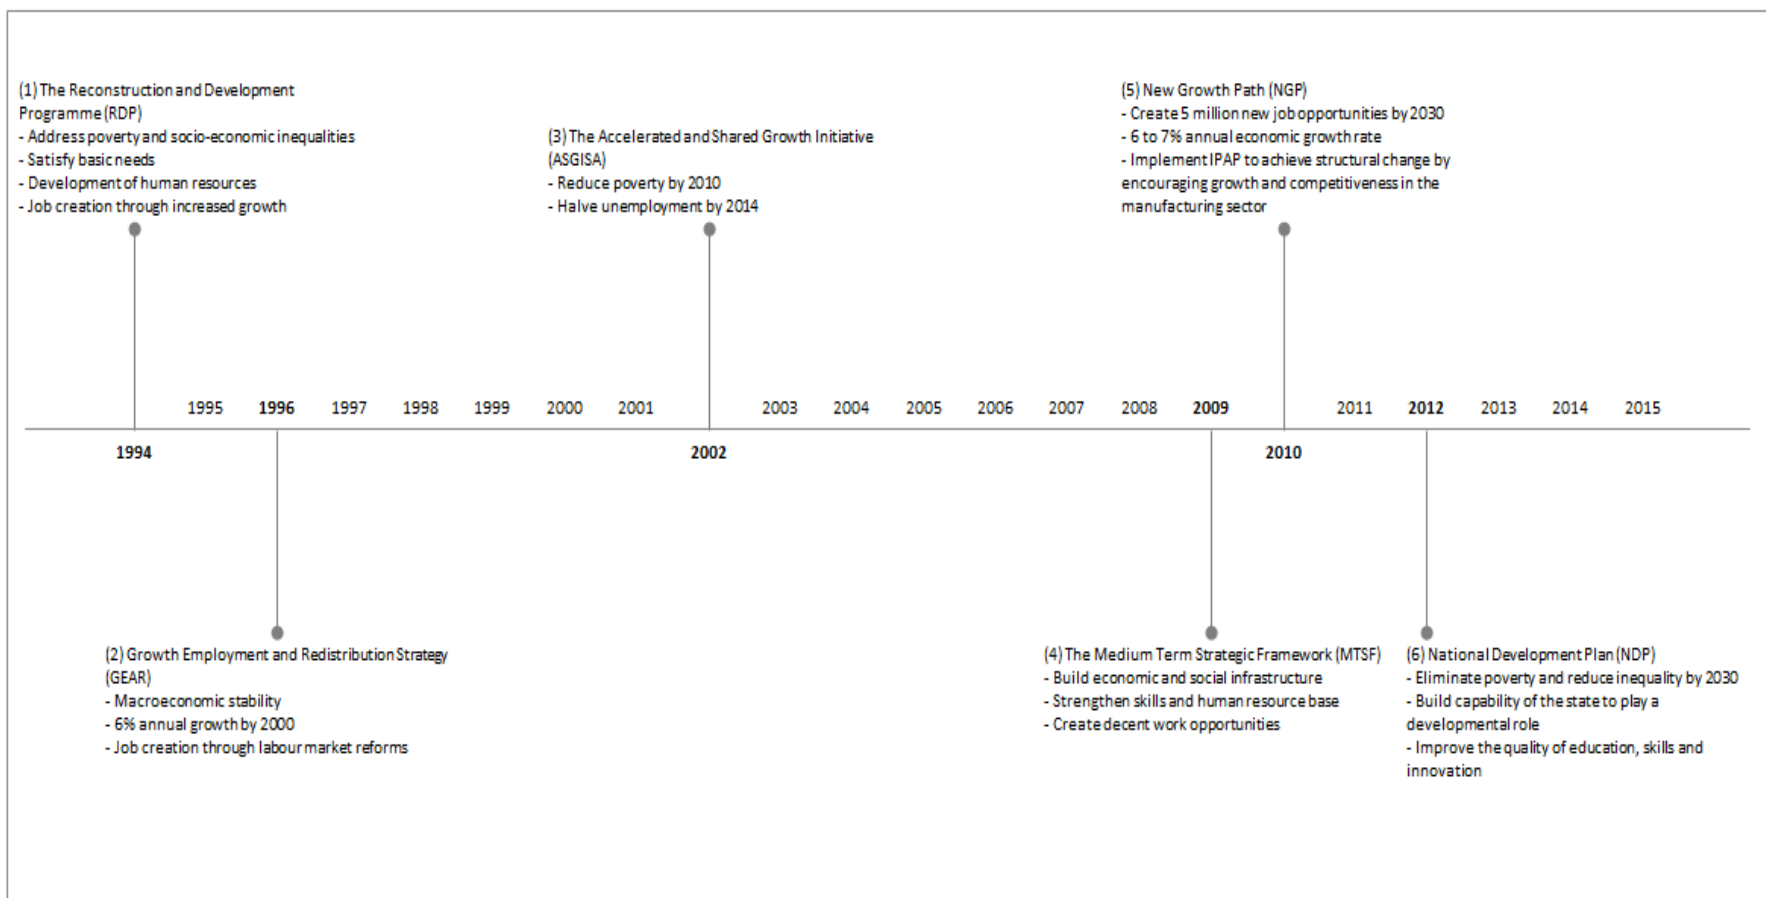 (1) The Reconstruction and Development
Programme (RDP)
- Address poverty and socio-economic inequalities
- Satisfy basic needs
- Development of human resources
- Job creation through increased growth
(3) The Accelerated and Shared Growth Initiative
(ASGISA)
- Reduce poverty by 2010
- Halve unemployment by 2014
(5) New Growth Path (NGP)
- Create 5 million new job opportunities by 2030
- 6 to 7% annual economic growth rate
- Implement IPAP to achieve structural change by
encouraging growth and competitiveness in the
manufacturing sector
1995 1996 1997 1998 1999 2000 2001 2003 2004 2005 2006 2007 2008 2009 2011 2012 2013 2014 2015
1994 2002 2010
(2) Growth Employment and Redistribution Strategy
(GEAR)
- Macroeconomic stability
- 6% annual growth by 2000
- Job creation through labour market reforms
(4) The Medium Term Strategic Framework (MTSF)
- Build economic and social infrastructure
- Strengthen skills and human resource base
- Create decent work opportunities
(6) National Development Plan (NDP)
- Eliminate poverty and reduce inequality by 2030
- Build capability of the state to play a
developmental role
- Improve the quality of education, skills and
innovation